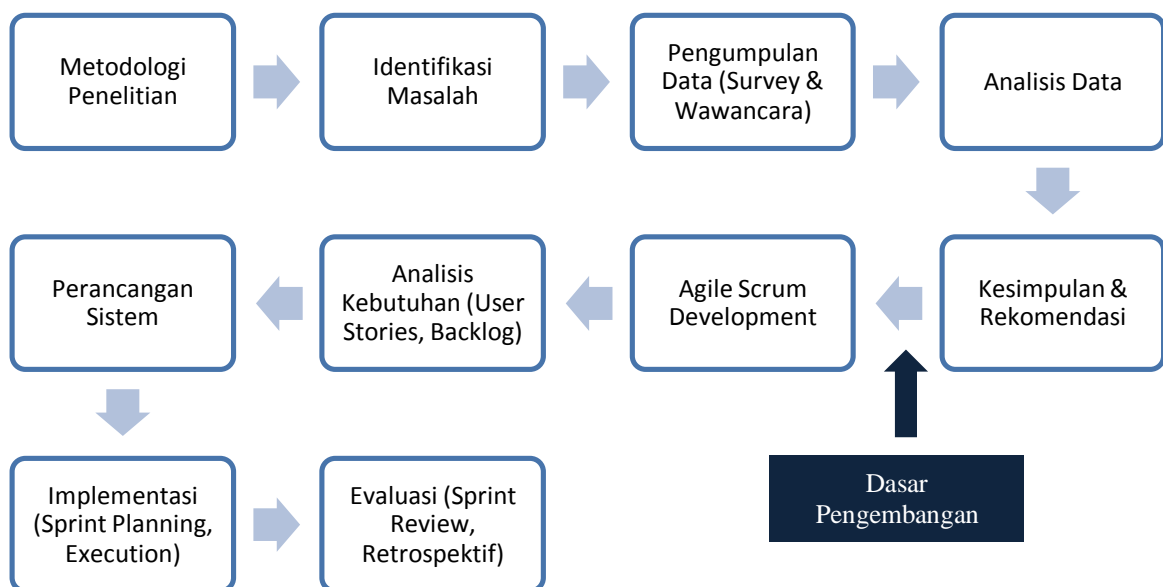 Metodologi
Penelitian
Identifikasi
Masalah
Pengumpulan
Data (Survey &
Wawancara)
Analisis Data
Kesimpulan &
Rekomendasi
Agile Scrum
Development
Analisis
Kebutuhan (User
Stories, Backlog)
Perancangan
Sistem
Implementasi
(Sprint Planning,
Execution)
Evaluasi (Sprint
Review,
Retrospektif)
Dasar
Pengembangan